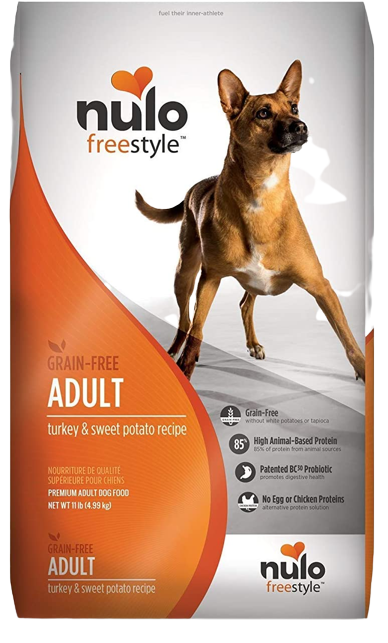 fuel their inner-athlete
nulo
freestyle™
GRAIN-FREE
ADULT
turkey & sweet potato recipe
NOURRITURE DE QUALITÉ
SUPÉRIEURE POUR CHIENS
PREMIUM ADULT DOG FOOD
NET WT 11 lb (4.99 kg)
Grain-Free
without white potatoes or tapioca
85%
High Animal-Based Protein
85% of protein from animal sources
Patented BC30 Probiotic
promotes digestive health
No Egg or Chicken Proteins
alternative protein solution
GRAIN-FREE
ADULT
turkey & sweet potato recipe
nulo
freestyle™